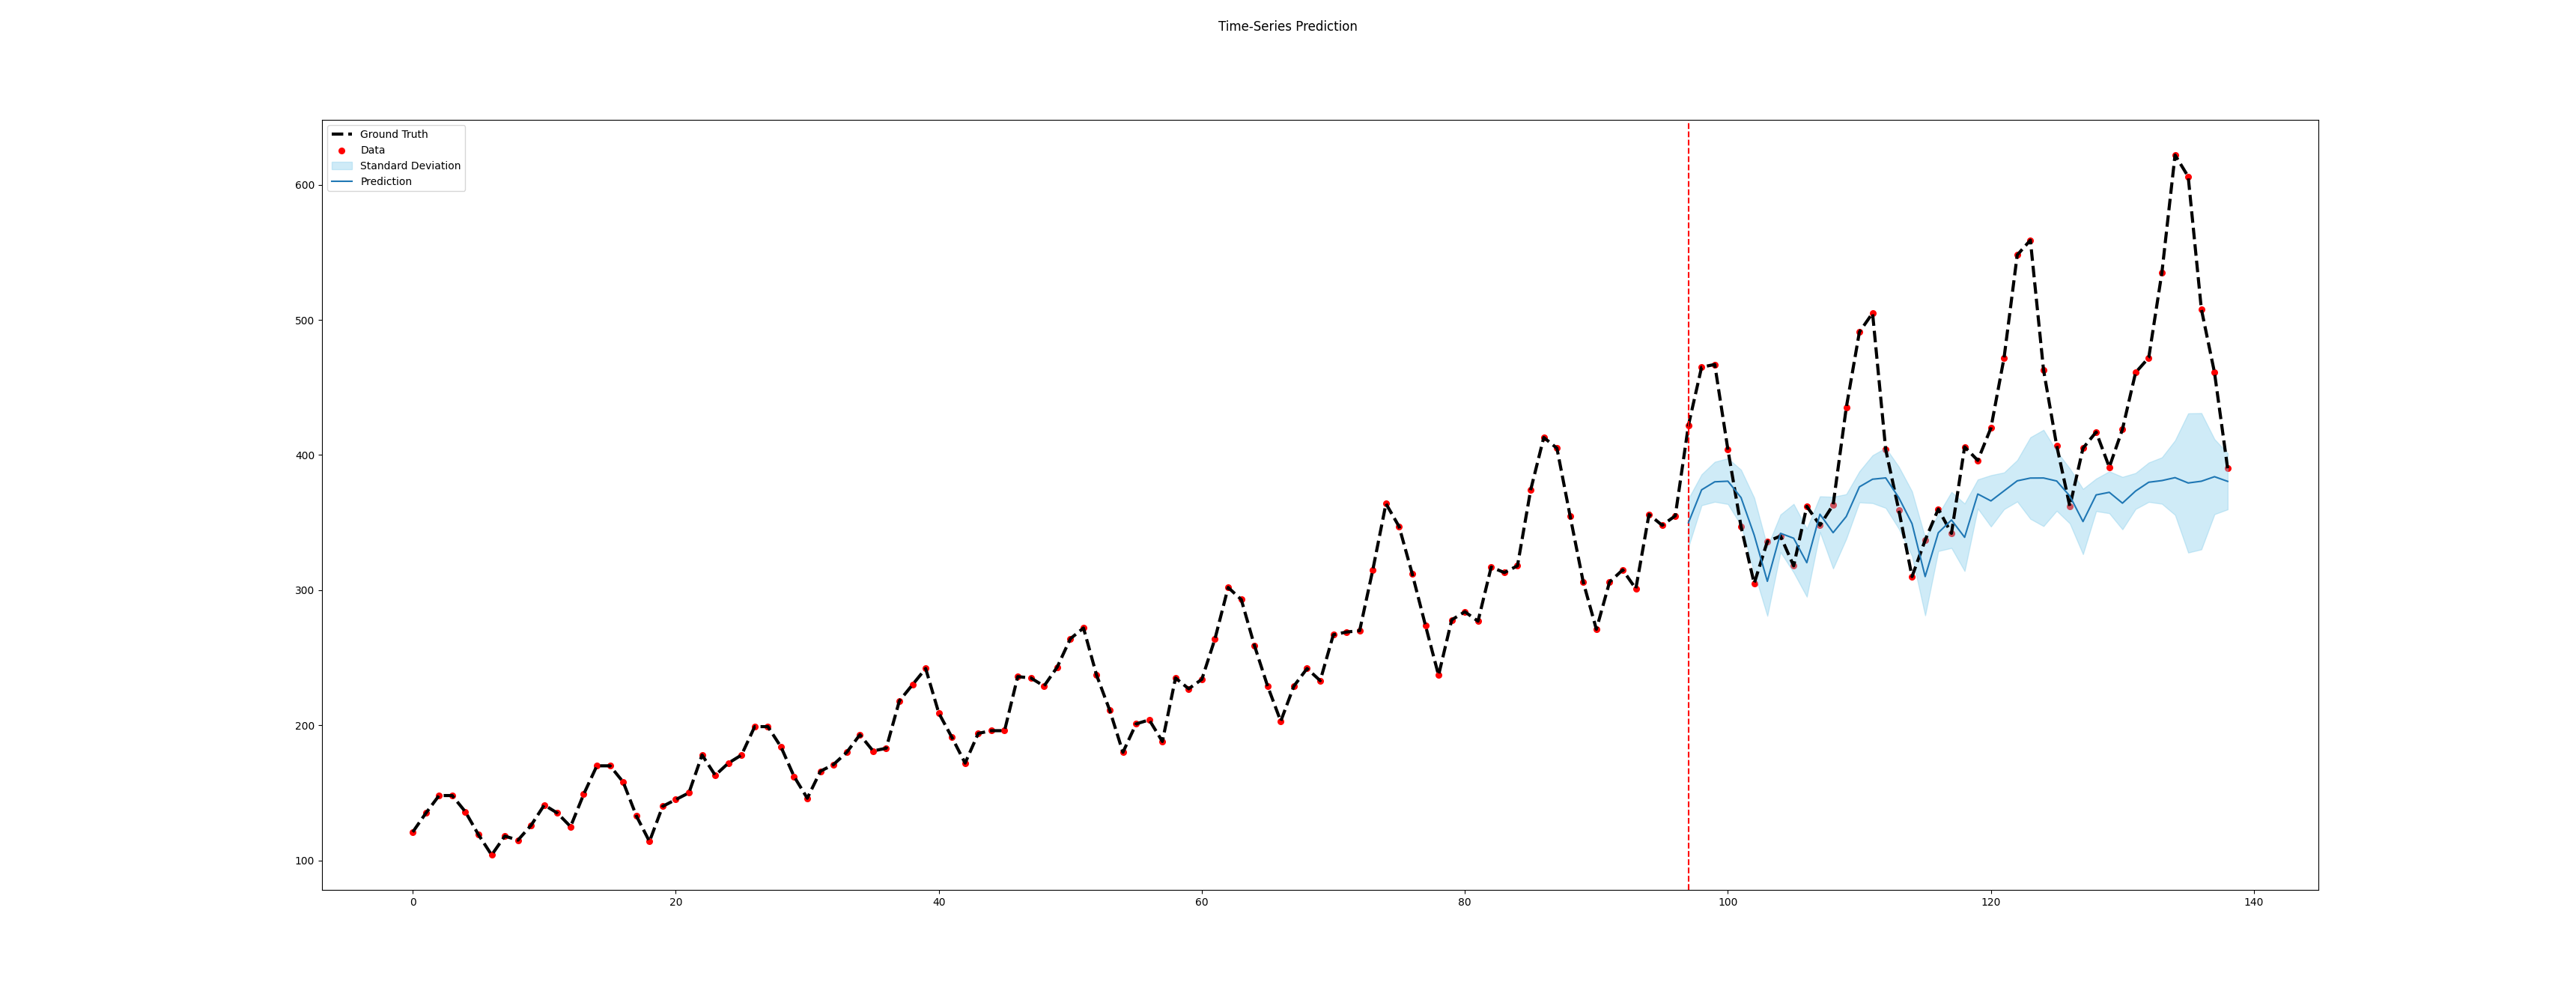 Time-Series Prediction
Ground Truth
Data
Standard Deviation
Prediction
600
500
400
300
200
100
0 20 40 60 80 100 120 140